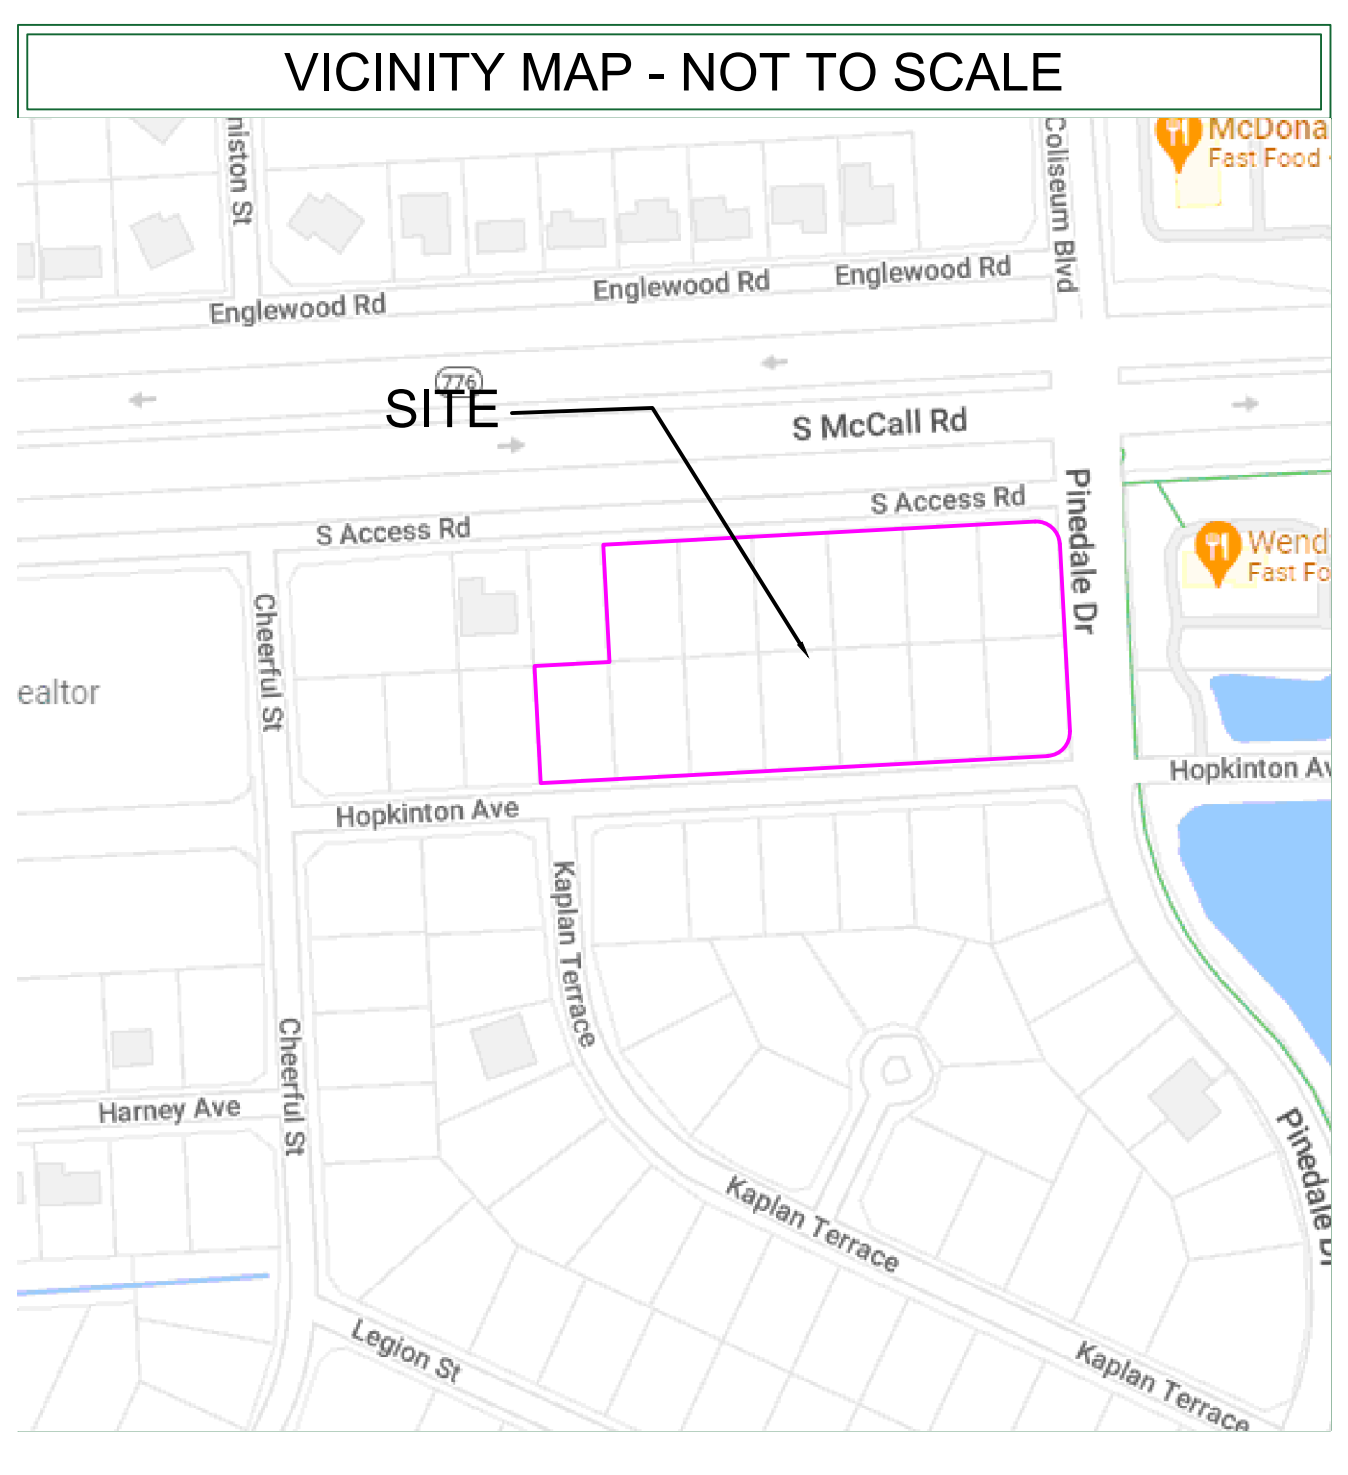 VICINITY MAP - NOT TO SCALE
niston St
Coliseum Blvd
McDona
Fast Food
Englewood Rd
Englewood Rd
Englewood Rd
776
SITE
S McCall Rd
S Access Rd
S Access Rd
Pinedale Dr
Wend
Fast Fo
Cheerful St
ealtor
Hopkinton Av
Hopkinton Ave
Kaplan Terrace
Cheerful St
Harney Ave
Pinedale Dr
Kaplan Terrace
Legion St
Kaplan Terrace